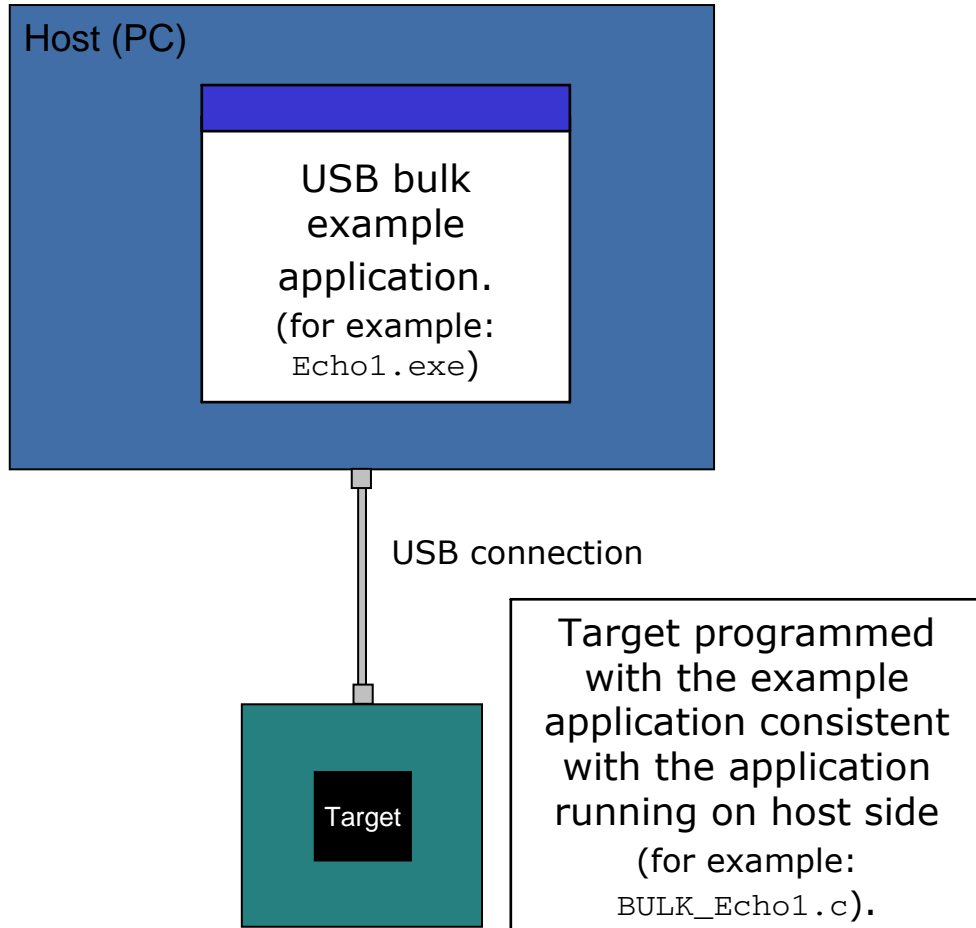 Host (PC)
USB bulk
example
application.
(for example:
Echo1.exe)
USB connection
Target programmed
with the example
application consistent
with the application
running on host side
(for example:
BULK_Echo1.c).
Target